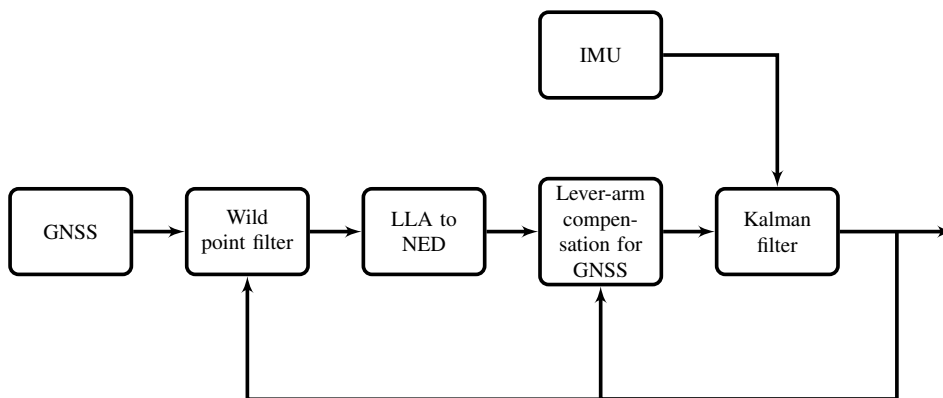 IMU
GNSS
Wild
point filter
LLA to
NED
Lever-arm
compen-
sation for
GNSS
Kalman
filter